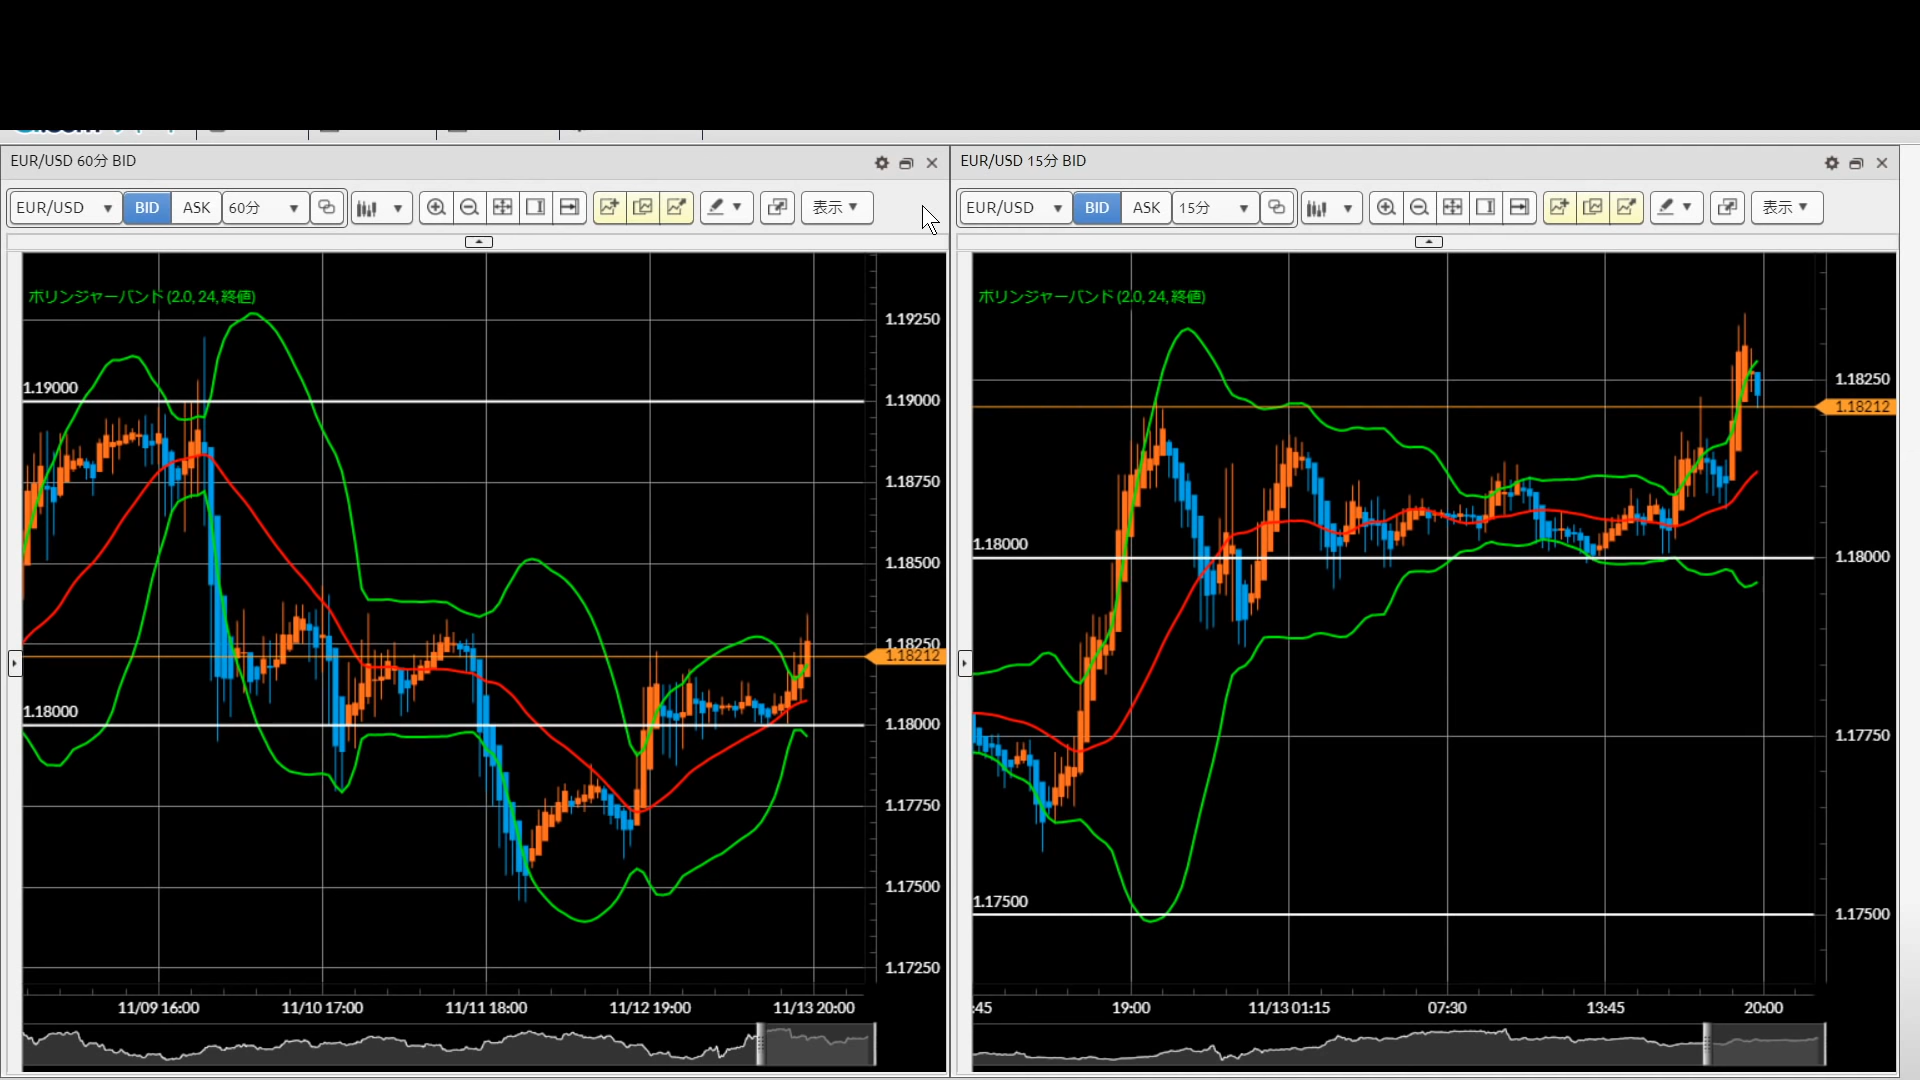 EUR/USD 60分 BID
EUR/USD BID ASK 60分 表示
ボリンジャーバンド (2.0, 24, 終値)
1.19250
1.19000
1.19000
1.18750
1.18500
1.18250
1.18212
1.18000
1.18000
1.17750
1.17500
1.17250
11/09 16:00 11/10 17:00 11/11 18:00 11/12 19:00 11/13 20:00
EUR/USD 15分 BID
EUR/USD BID ASK 15分 表示
ボリンジャーバンド (2.0, 24, 終値)
1.18250
1.18212
1.18000
1.18000
1.17750
1.17500
1.17500
:45 19:00 11/13 01:15 07:30 13:45 20:00